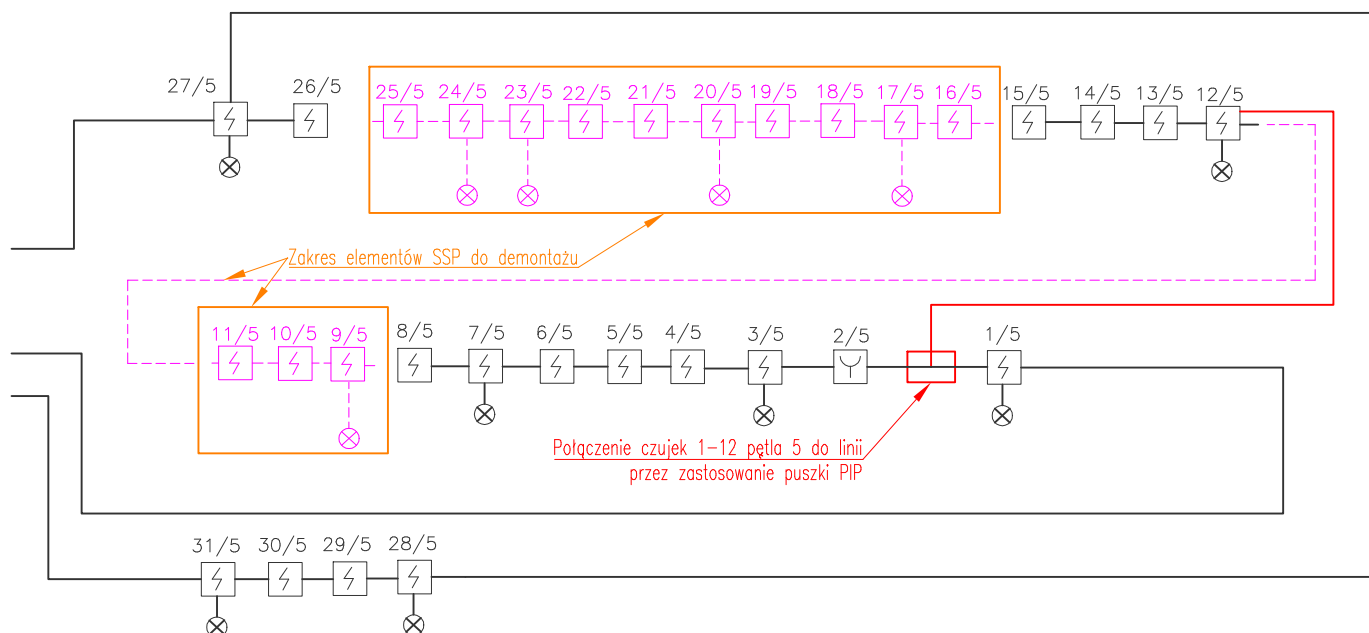 27/5 26/5 25/5 24/5 23/5 22/5 21/5 20/5 19/5 18/5 17/5 16/5 15/5 14/5 13/5 12/5
Zakres elementów SSP do demontażu
11/5 10/5 9/5 8/5 7/5 6/5 5/5 4/5 3/5 2/5 1/5
Połączenie czujek 1-12 pętla 5 do linii
przez zastosowanie puszki PIP
31/5 30/5 29/5 28/5